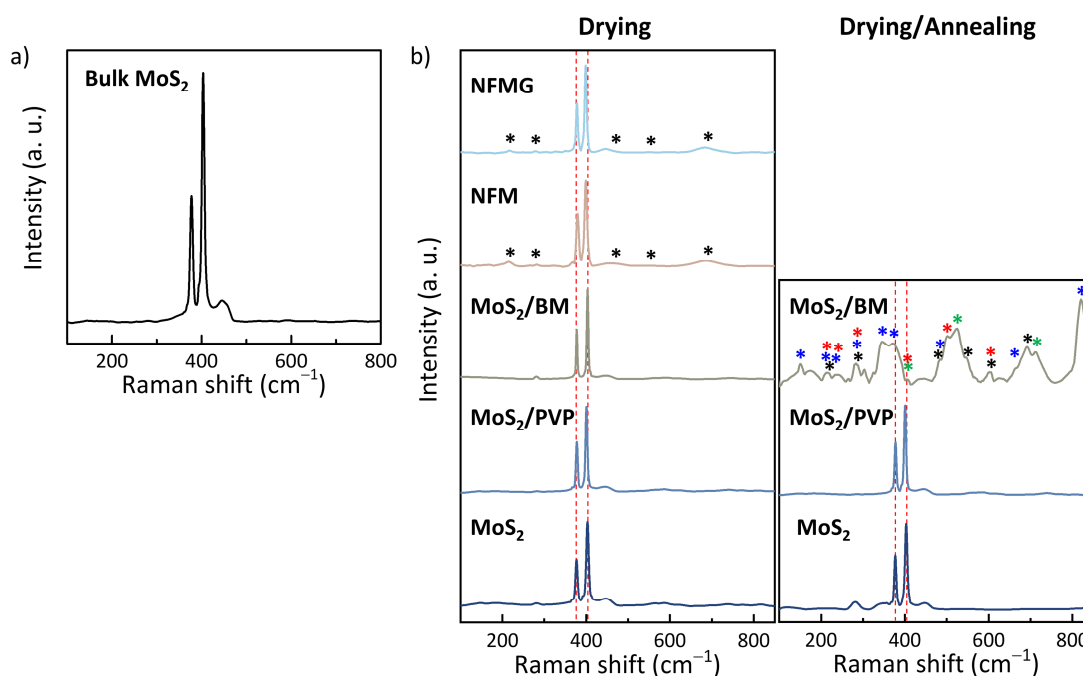 Drying
Drying/Annealing
a)
Bulk MoS₂
Intensity (a. u.)
200
400
600
800
Raman shift (cm⁻¹)
b)
Intensity (a. u.)
NFMG
* * * * *
NFM
* * * * *
MoS₂/BM
MoS₂/PVP
MoS₂
200
400
600
800
Raman shift (cm⁻¹)
MoS₂/BM
* * * * * * * * * * * * * * * * * * * * * * *
MoS₂/PVP
MoS₂
200
400
600
800
Raman shift (cm⁻¹)